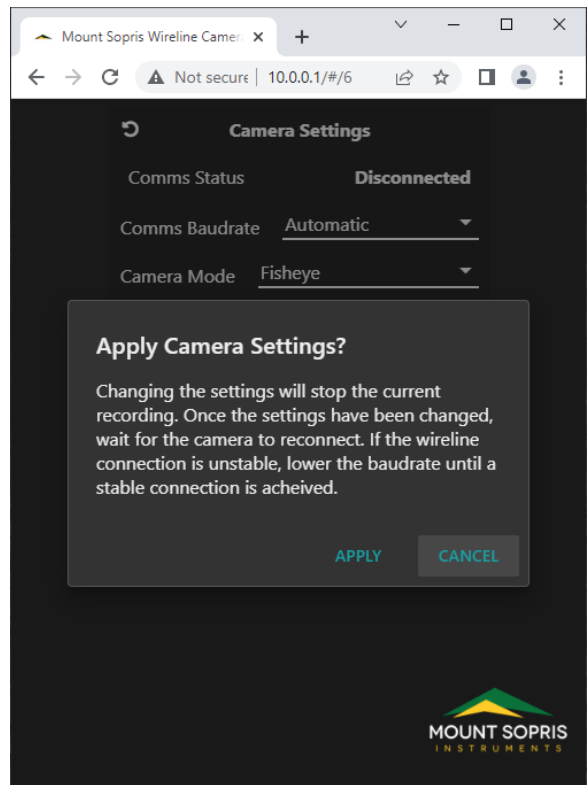 Mount Sopris Wireline Camer
Not secure 10.0.0.1/#/6
Camera Settings
Comms Status Disconnected
Comms Baudrate Automatic
Camera Mode Fisheye
Apply Camera Settings?
Changing the settings will stop the current
recording. Once the settings have been changed,
wait for the camera to reconnect. If the wireline
connection is unstable, lower the baudrate until a
stable connection is acheived.
APPLY CANCEL
MOUNT SOPRIS
INSTRUMENTS